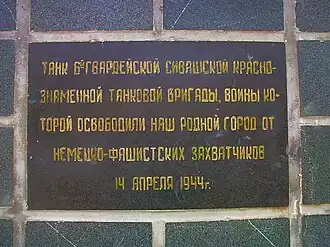 ТАНК 6й ГВАРДЕЙСКОЙ СИВАШСКОЙ КРАСНО-
ЗНАМЕННОЙ ТАНКОВОЙ БРИГАДЫ, ВОИНЫ КО-
ТОРОЙ ОСВОБОДИЛИ НАШ РОДНОЙ ГОРОД ОТ
НЕМЕЦКО-ФАШИСТСКИХ ЗАХВАТЧИКОВ
14 АПРЕЛЯ 1944г.